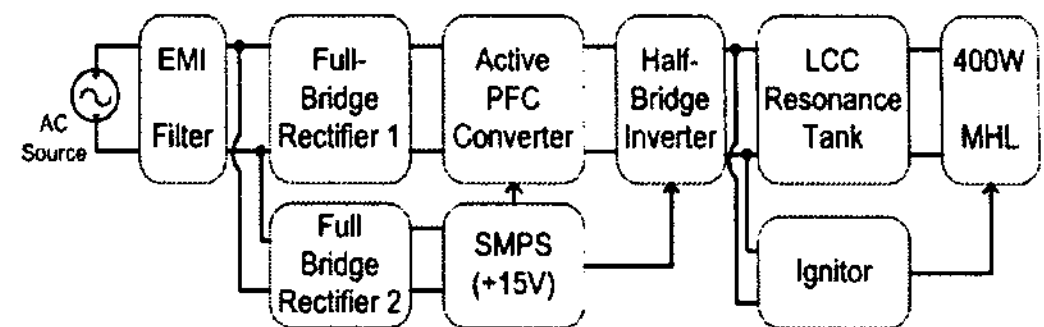 AC
Source
EMI
Filter
Full-
Bridge
Rectifier 1
Active
PFC
Converter
Half-
Bridge
Inverter
LCC
Resonance
Tank
400W
MHL
Full
Bridge
Rectifier 2
SMPS
(+15V)
Ignitor